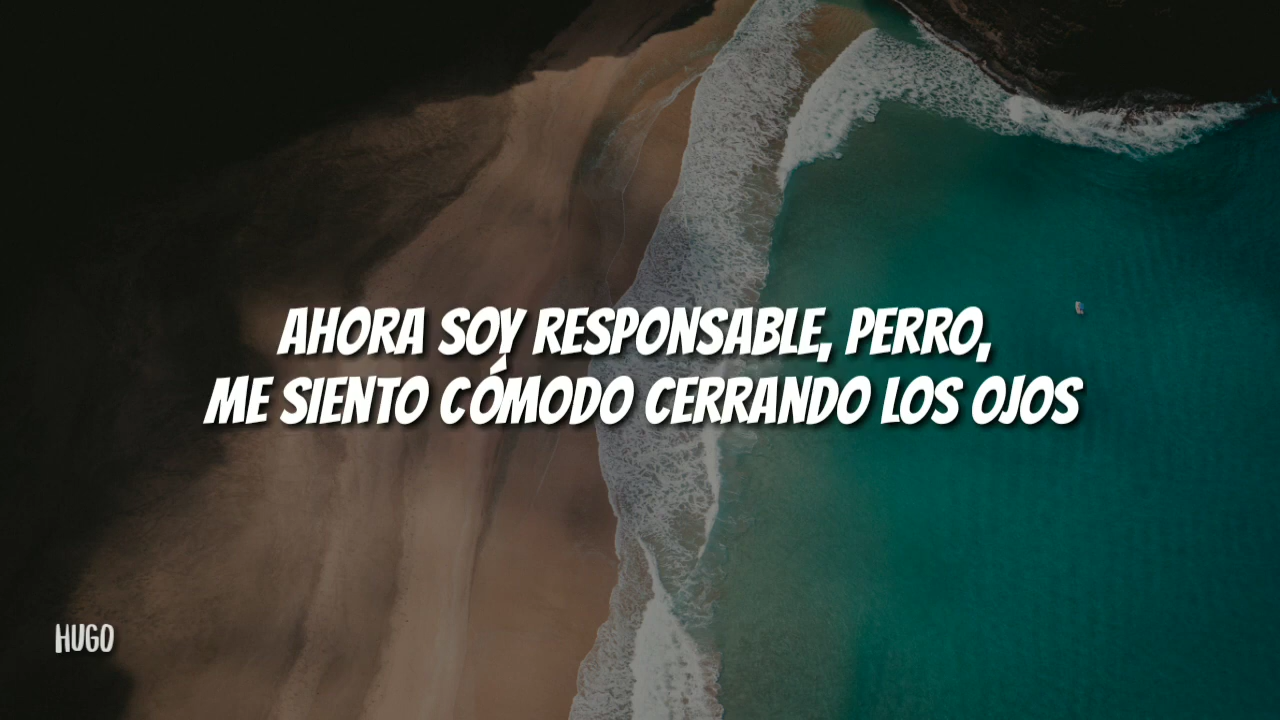 AHORA SOY RESPONSABLE, PERRO,
ME SIENTO CÓMODO CERRANDO LOS OJOS
HUGO